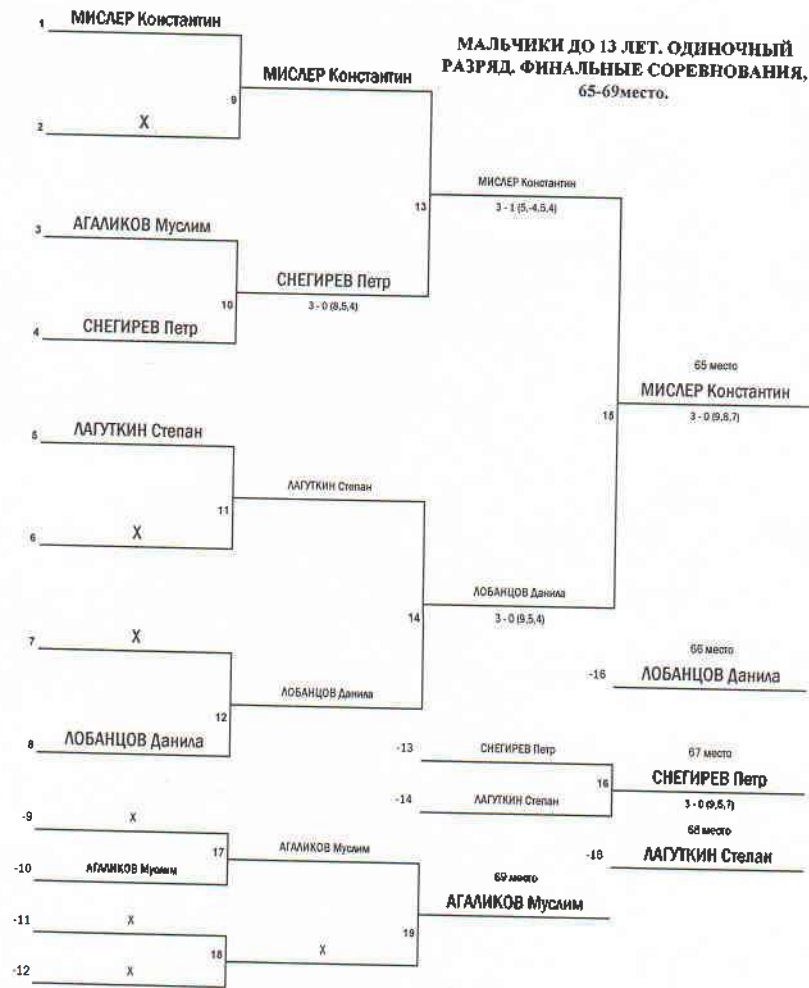 МАЛЬЧИКИ ДО 13 ЛЕТ. ОДИНОЧНЫЙ
РАЗРЯД. ФИНАЛЬНЫЕ СОРЕВНОВАНИЯ,
65-69место.
1 МИСЛЕР Константин
МИСЛЕР Константин
9
2 X
МИСЛЕР Константин
13
3 - 1 (5,-4,5,4)
3 АГАЛИКОВ Муслим
СНЕГИРЕВ Петр
10
3 - 0 (8,5,4)
4 СНЕГИРЕВ Петр
65 место
МИСЛЕР Константин
15
3 - 0 (9,8,7)
5 ЛАГУТКИН Степан
ЛАГУТКИН Степан
11
6 X
ЛОБАНЦОВ Данила
14
3 - 0 (9,5,4)
7 X
66 место
-15 ЛОБАНЦОВ Данила
ЛОБАНЦОВ Данила
12
8 ЛОБАНЦОВ Данила
-13 СНЕГИРЕВ Петр
67 место
СНЕГИРЕВ Петр
16
3 - 0 (9,5,7)
-14 ЛАГУТКИН Степан
68 место
-16 ЛАГУТКИН Степан
-9 X
17
АГАЛИКОВ Муслим
-10 АГАЛИКОВ Муслим
69 место
АГАЛИКОВ Муслим
19
-11 X
18
X
-12 X